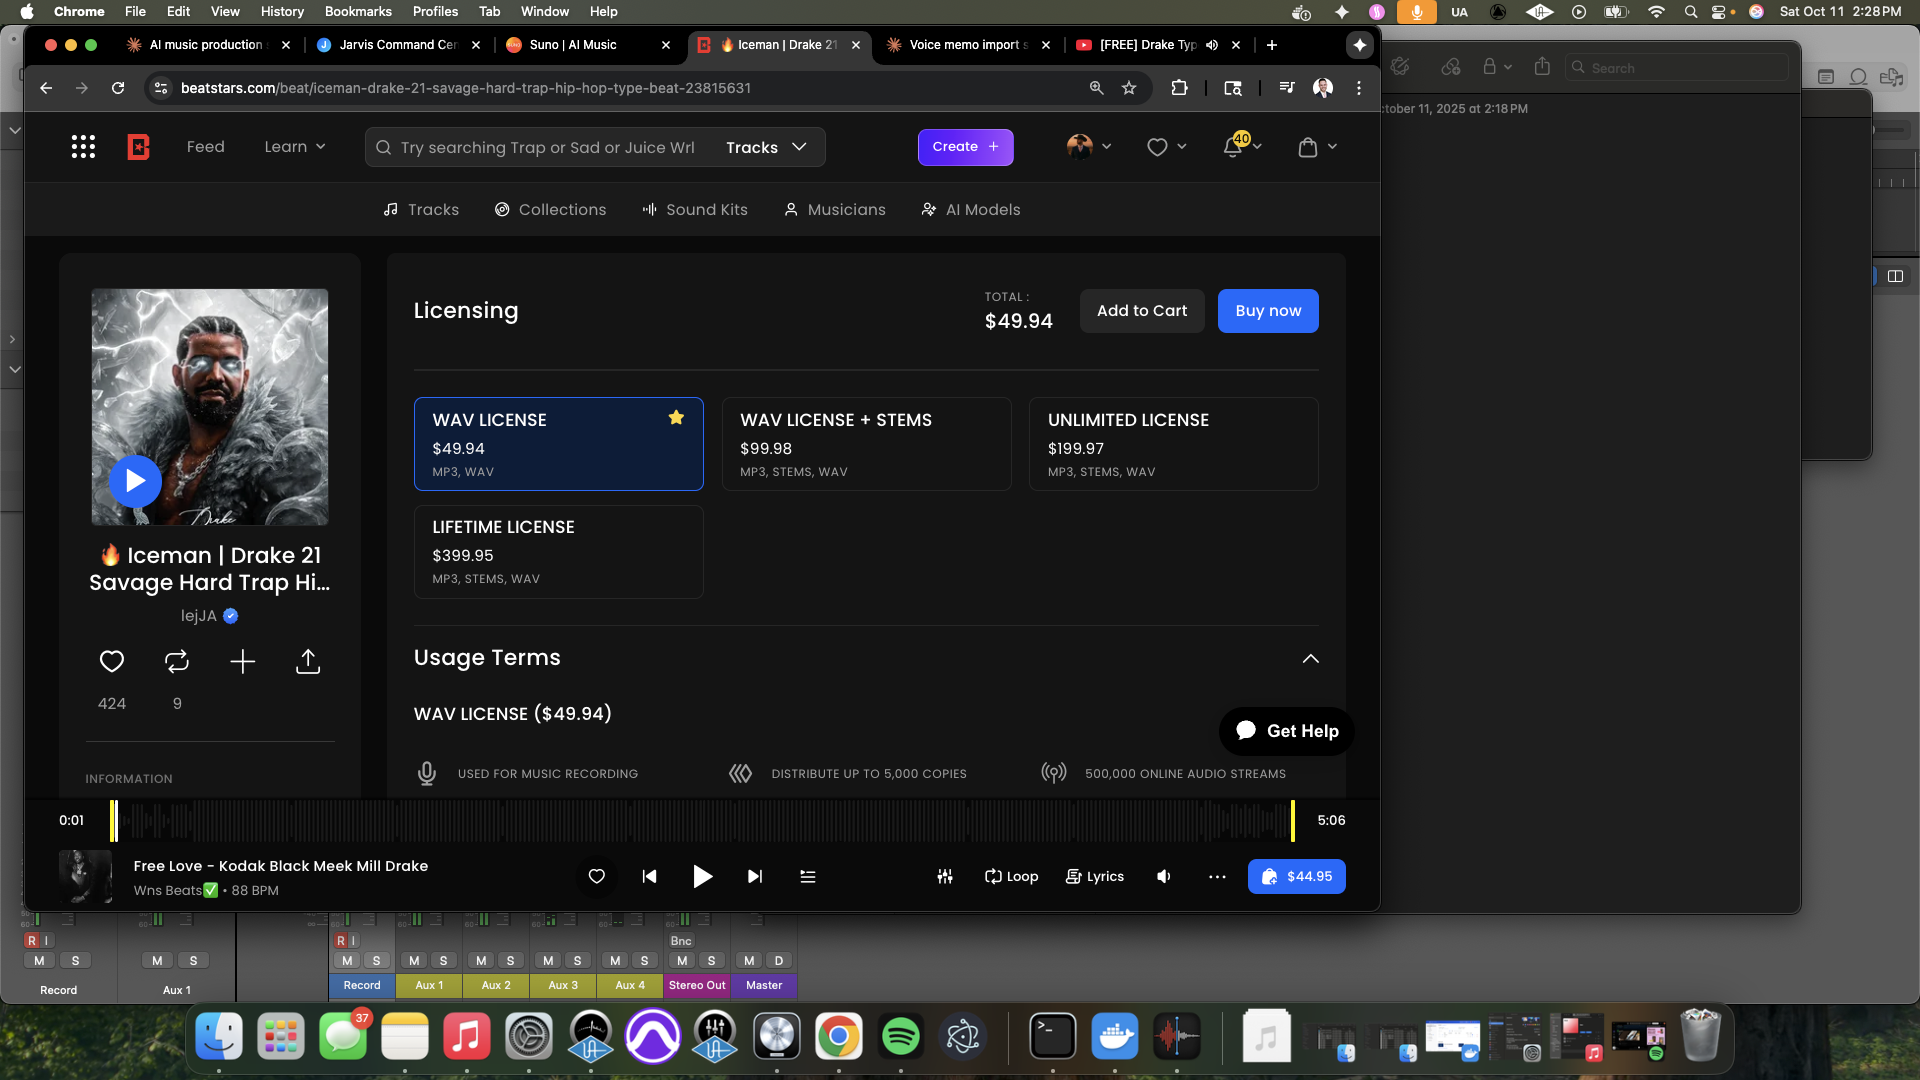 Chrome File Edit View History Bookmarks Profiles Tab Window Help UA Sat Oct 11 2:28 PM
AI music production Jarvis Command Cer Suno | AI Music 🔥 Iceman | Drake 21 Voice memo import s [FREE] Drake Typ
beatstars.com/beat/iceman-drake-21-savage-hard-trap-hip-hop-type-beat-23815631
Search
tober 11, 2025 at 2:18 PM
Feed Learn Try searching Trap or Sad or Juice Wrl Tracks Create + 40
Tracks Collections Sound Kits Musicians AI Models
Licensing TOTAL : $49.94 Add to Cart Buy now
WAV LICENSE
$49.94
MP3, WAV
WAV LICENSE + STEMS
$99.98
MP3, STEMS, WAV
UNLIMITED LICENSE
$199.97
MP3, STEMS, WAV
LIFETIME LICENSE
$399.95
MP3, STEMS, WAV
Drake
🔥 Iceman | Drake 21
Savage Hard Trap Hi...
lejJA
424 9
INFORMATION
Usage Terms
WAV LICENSE ($49.94)
USED FOR MUSIC RECORDING DISTRIBUTE UP TO 5,000 COPIES 500,000 ONLINE AUDIO STREAMS
Get Help
0:01 5:06
Free Love - Kodak Black Meek Mill Drake
Wns Beats✅ • 88 BPM
Loop Lyrics $44.95
R I R I Bnc
M S M S M S M S M S M S M S M S M D
Record Aux 1 Record Aux 1 Aux 2 Aux 3 Aux 4 Stereo Out Master
37